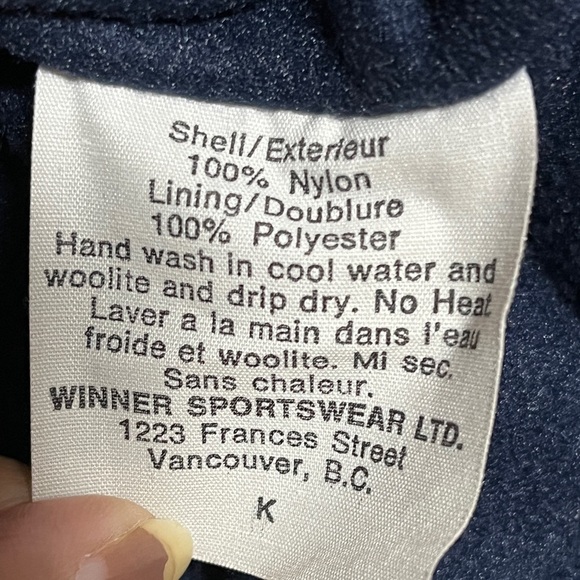 Shell/Exterieur
100% Nylon
Lining/Doublure
100% Polyester
Hand wash in cool water and
woolite and drip dry. No Heat
Laver a la main dans l'eau
froide et woolite. Mi sec.
Sans chaleur.
WINNER SPORTSWEAR LTD.
1223 Frances Street
Vancouver, B.C.
K